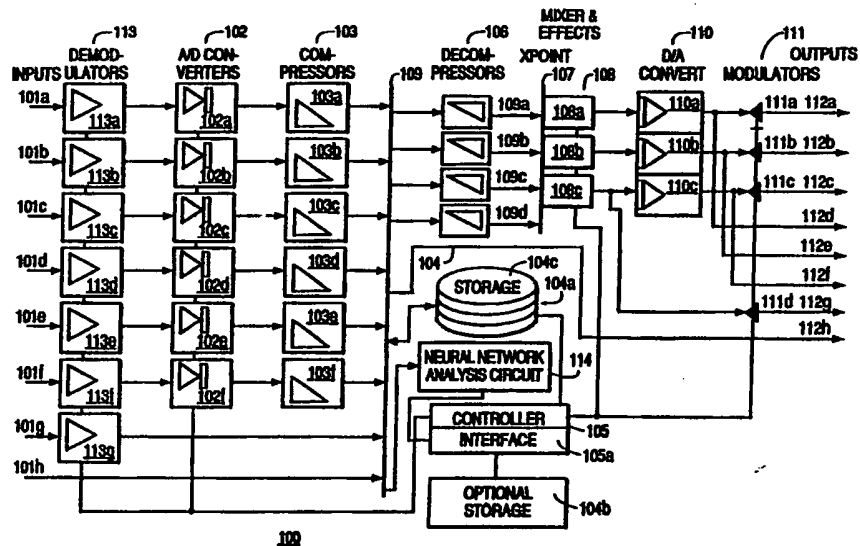 113
102
103
106
MIXER &
EFFECTS
110
111
OUTPUTS
INPUTS
DEMOD-
ULATORS
A/D CON-
VERTERS
COM-
PRESSORS
109
DECOM-
PRESSORS
XPOINT
107
108
D/A
CONVERT
MODULATORS
101a
113a
102a
103a
109a
108a
110a
111a
112a
101b
113b
102b
103b
109b
108b
110b
111b
112b
101c
113c
102c
103c
109c
108c
110c
111c
112c
109d
112d
101d
113d
102d
103d
104
104c
STORAGE
104a
112e
112f
101e
113e
102e
103e
111d
112g
112h
NEURAL NETWORK
ANALYSIS CIRCUIT
114
101f
113f
102f
103f
CONTROLLER
105
101g
113g
INTERFACE
105a
101h
OPTIONAL
STORAGE
104b
100